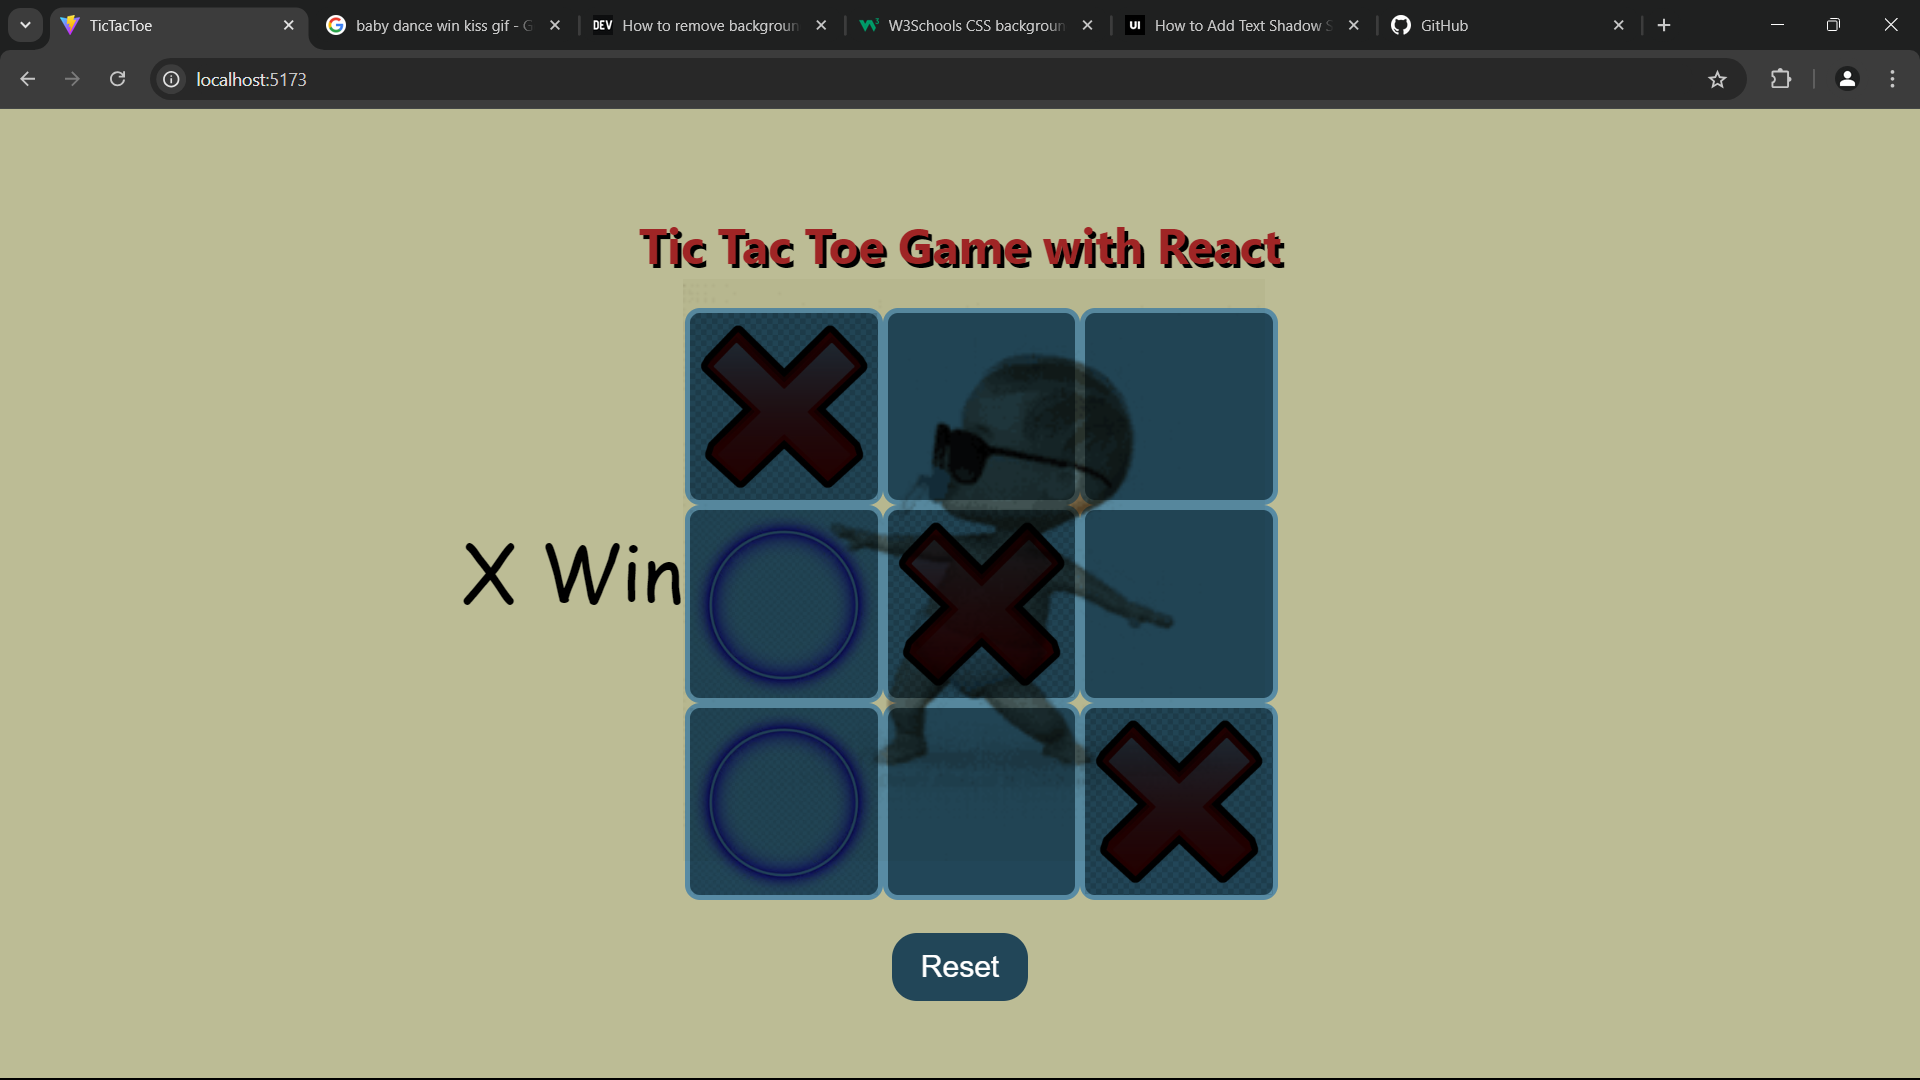 TicTacToe
baby dance win kiss gif - G
DEV How to remove backgroun
W3Schools CSS backgroun
UI How to Add Text Shadow S
GitHub
localhost:5173
Tic Tac Toe Game with React
X Win
Reset